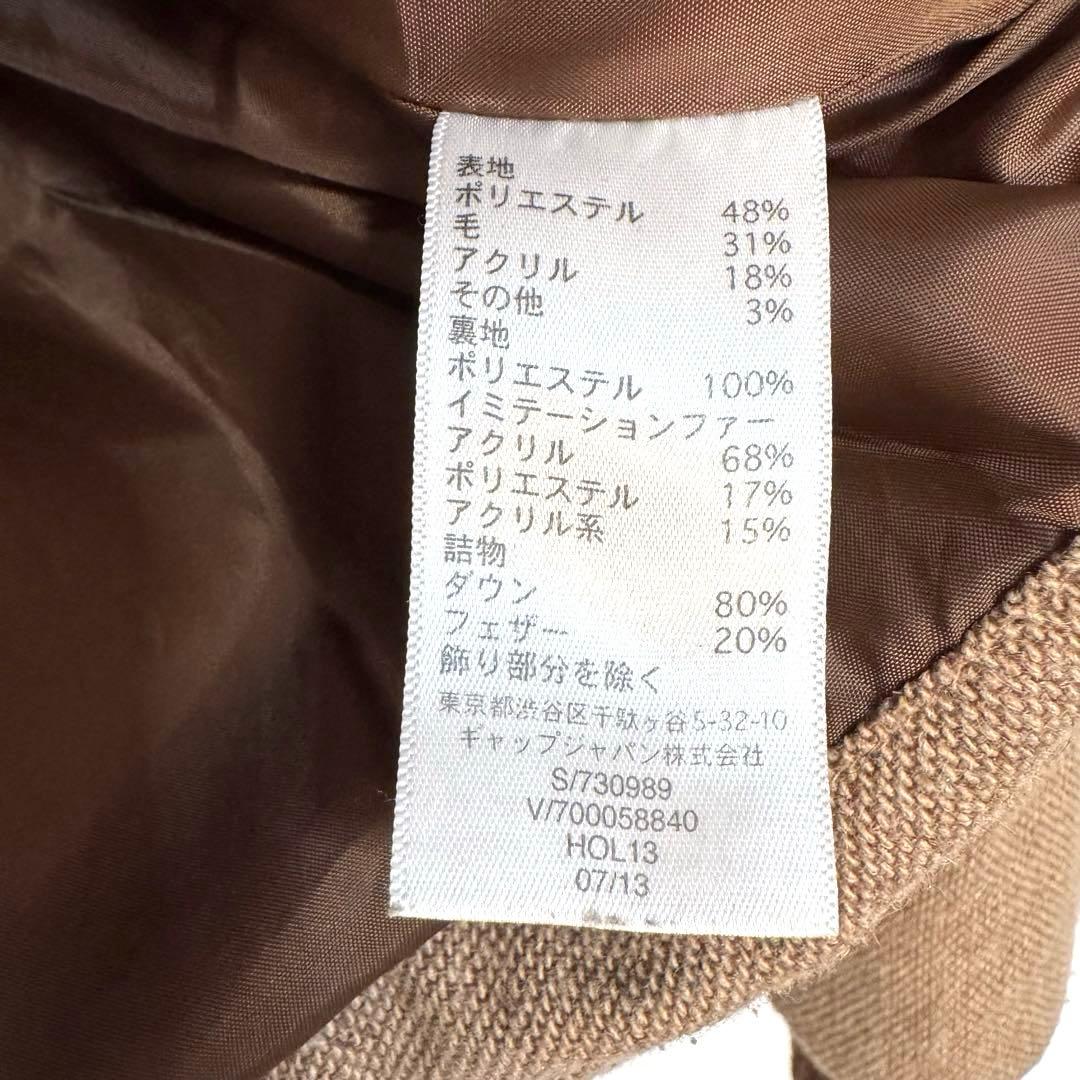 表地
ポリエステル 48%
毛 31%
アクリル 18%
その他 3%
裏地
ポリエステル 100%
イミテーションファー
アクリル 68%
ポリエステル 17%
アクリル系 15%
詰物
ダウン 80%
フェザー 20%
飾り部分を除く
東京都渋谷区千駄ヶ谷5-32-10
ギャップジャパン株式会社
S/730989
V/700058840
HOL13
07/13